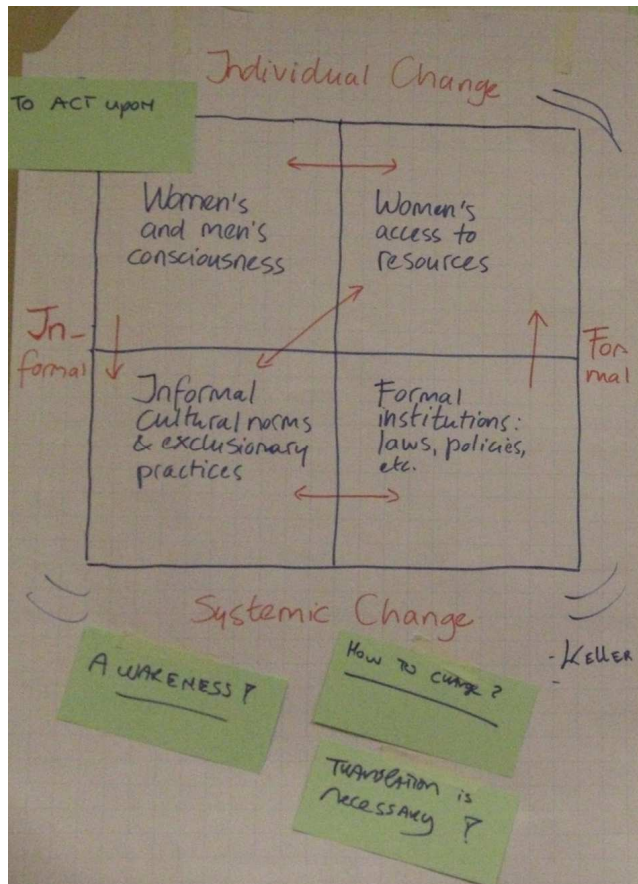 Individual Change
TO ACT UPON
Women's
and men's
consciousness
Women's
access to
resources
In-
formal
For
mal
Informal
cultural norms
& exclusionary
practices
Formal
institutions:
laws, policies,
etc.
Systemic Change
- KELLER
AWARENESS?
HOW TO CHANGE?
TRANSLATION is
necessary ?